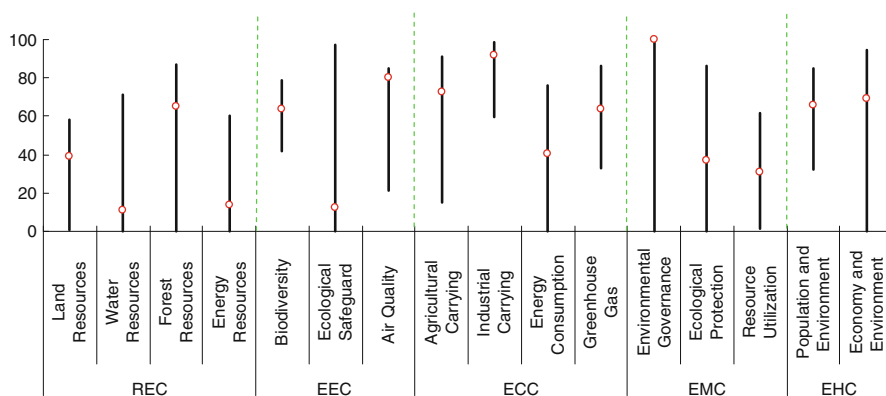 100
80
60
40
20
0
Land
Resources
Water
Resources
Forest
Resources
Energy
Resources
Biodiversity
Ecological
Safeguard
Air Quality
Agricultural
Carrying
Industrial
Carrying
Energy
Consumption
Greenhouse
Gas
Environmental
Governance
Ecological
Protection
Resource
Utilization
Population and
Environment
Economy and
Environment
REC
EEC
ECC
EMC
EHC